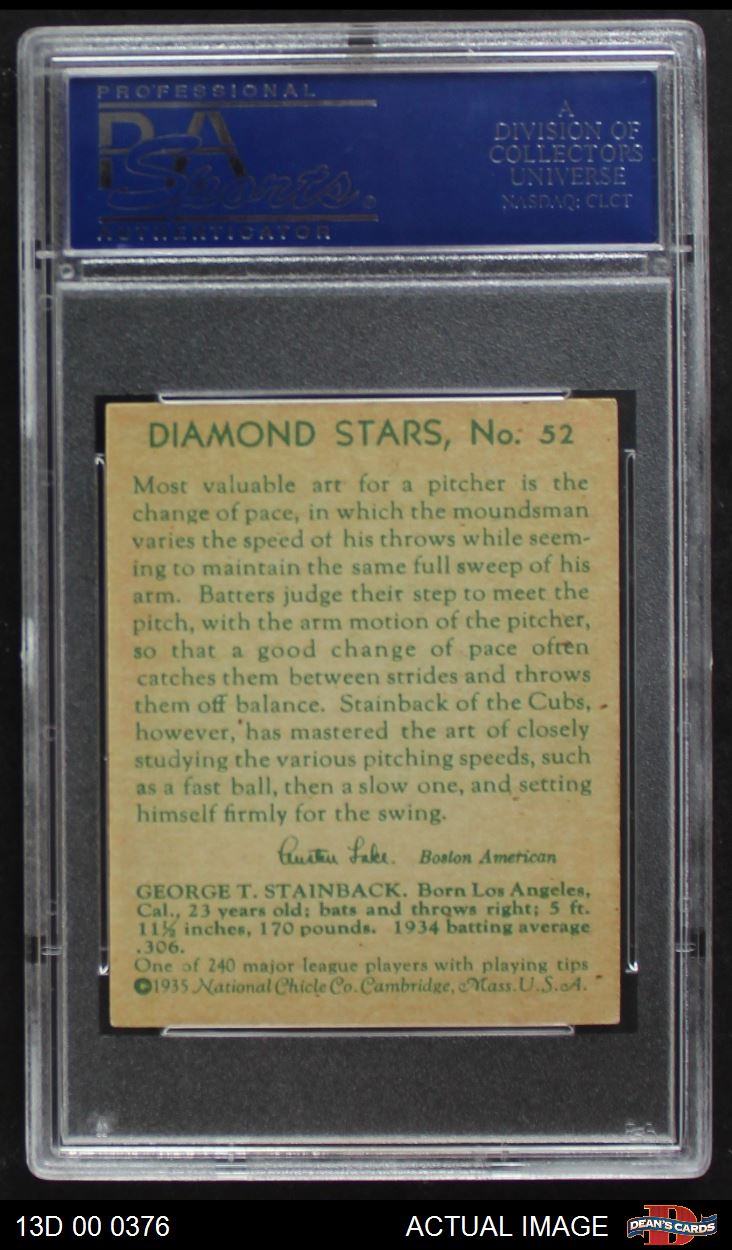 PROFESSIONAL
PSA
Sports®
AUTHENTICATOR
A
DIVISION OF
COLLECTORS
UNIVERSE
NASDAQ: CLCT
DIAMOND STARS, No. 52
Most valuable art for a pitcher is the
change of pace, in which the moundsman
varies the speed of his throws while seem-
ing to maintain the same full sweep of his
arm. Batters judge their step to meet the
pitch, with the arm motion of the pitcher,
so that a good change of pace often
catches them between strides and throws
them off balance. Stainback of the Cubs,
however, has mastered the art of closely
studying the various pitching speeds, such
as a fast ball, then a slow one, and setting
himself firmly for the swing.
Austen Lake. Boston American
GEORGE T. STAINBACK. Born Los Angeles,
Cal., 23 years old; bats and throws right; 5 ft.
11½ inches, 170 pounds. 1934 batting average
.306.
One of 240 major league players with playing tips
©1935 National Chicle Co. Cambridge, Mass. U.S.A.
13D 00 0376
ACTUAL IMAGE
DEAN'S CARDS